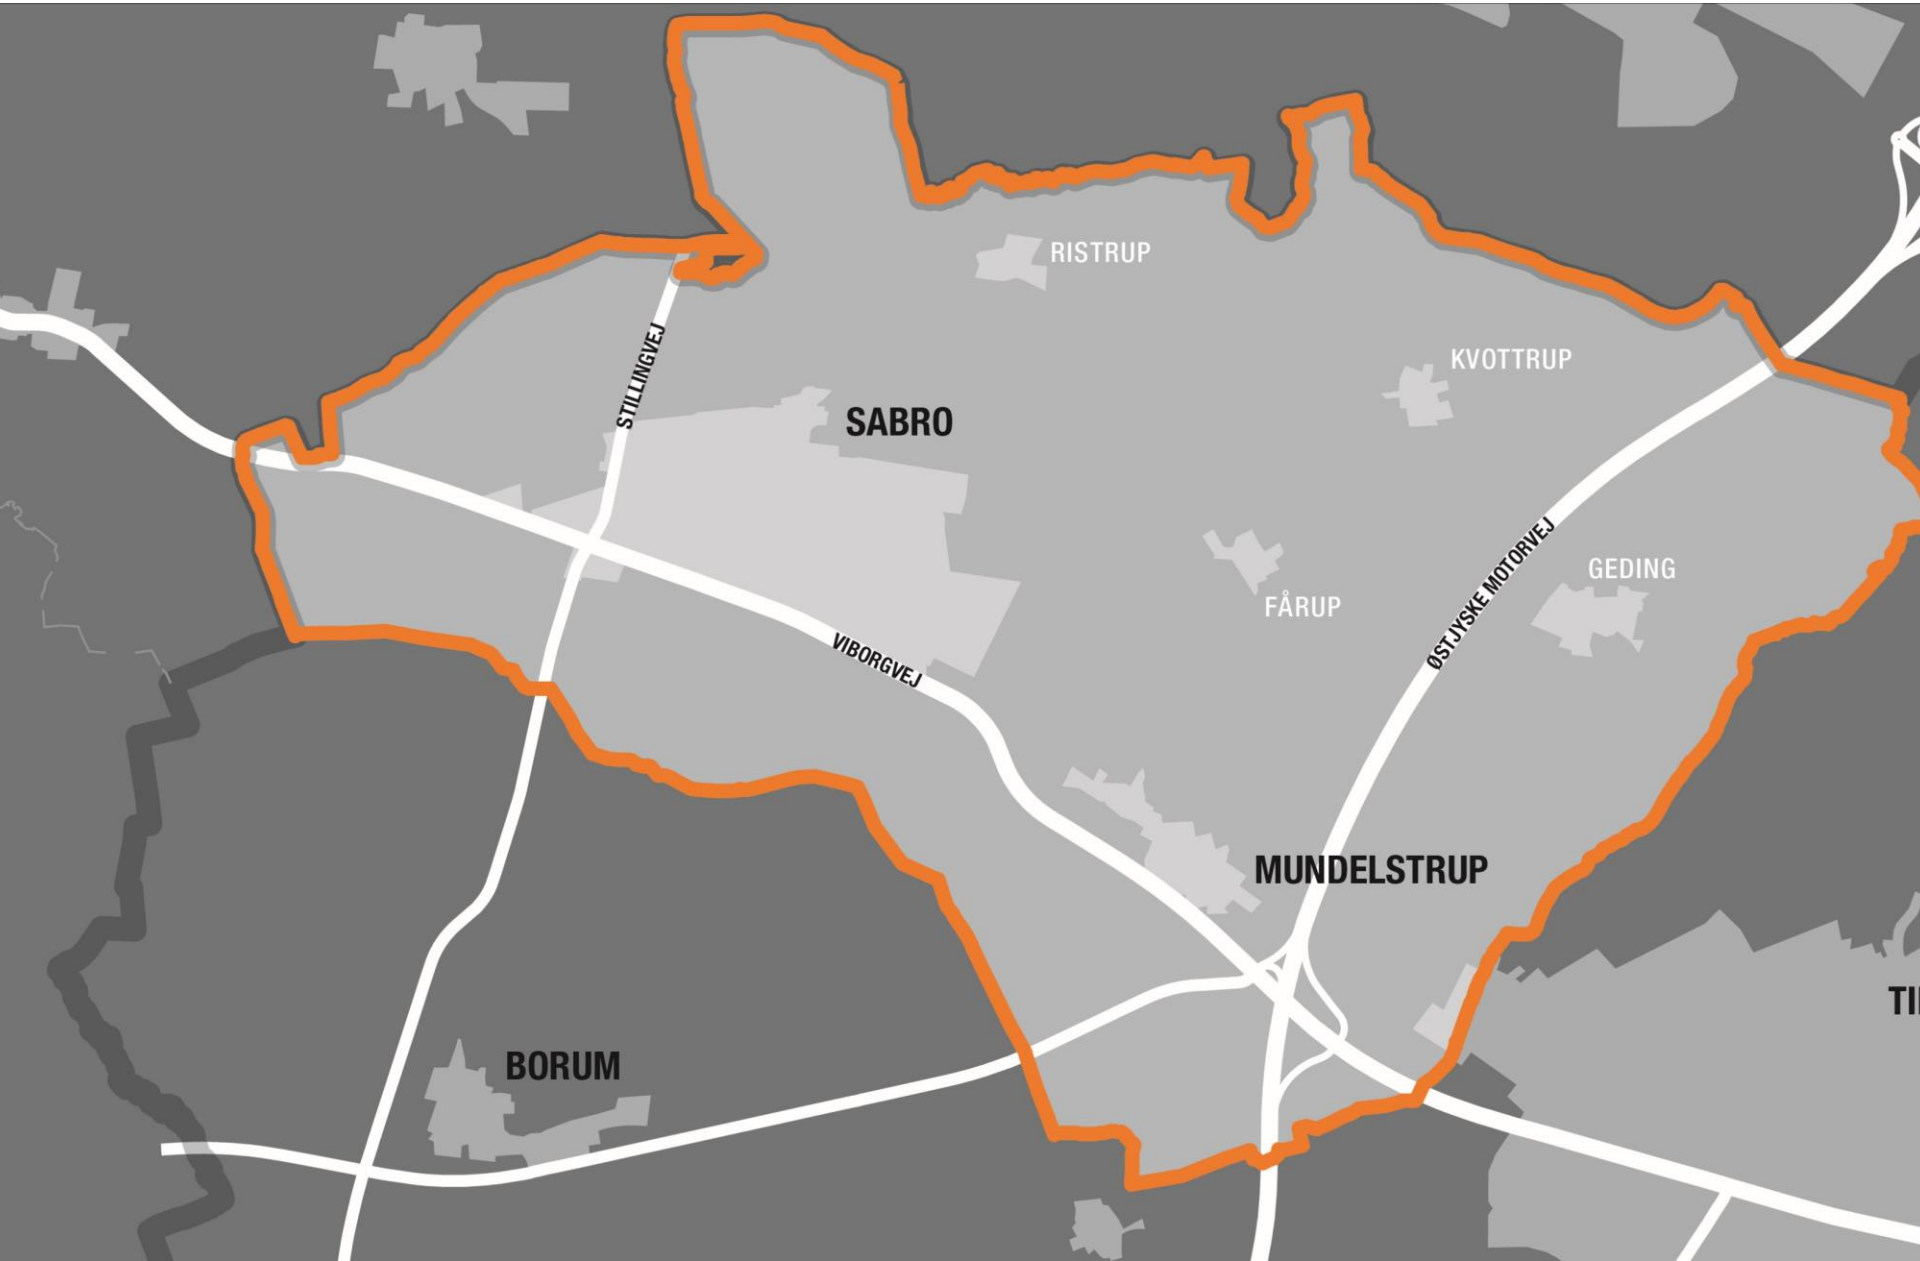 RISTRUP
STILLINGVEJ
KVOTTRUP
SABRO
ØSTJYSKE MOTORVEJ
GEDING
FÅRUP
VIBORGVEJ
MUNDELSTRUP
BORUM